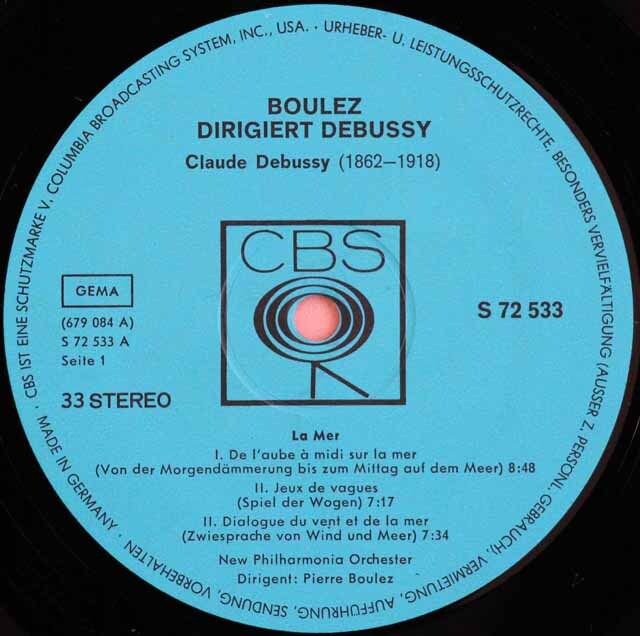 BOULEZ
DIRIGIERT DEBUSSY
Claude Debussy (1862—1918)
CBS
GEMA
(679 084 A)
S 72 533 A
Seite 1
33 STEREO
S 72 533
La Mer
I. De l'aube à midi sur la mer
(Von der Morgendämmerung bis zum Mittag auf dem Meer) 8:48
II. Jeux de vagues
(Spiel der Wogen) 7:17
II. Dialogue du vent et de la mer
(Zwiesprache von Wind und Meer) 7:34
New Philharmonia Orchester
Dirigent: Pierre Boulez
· CBS IST EINE SCHUTZMARKE V. COLUMBIA BROADCASTING SYSTEM, INC., USA. · URHEBER- U. LEISTUNGSSCHUTZRECHTE, BESONDERS VERVIELFÄLTIGUNG (AUSSER Z. PERSÖNL. GEBRAUCH), VERMIETUNG, AUFFÜHRUNG, SENDUNG, VORBEHALTEN · MADE IN GERMANY